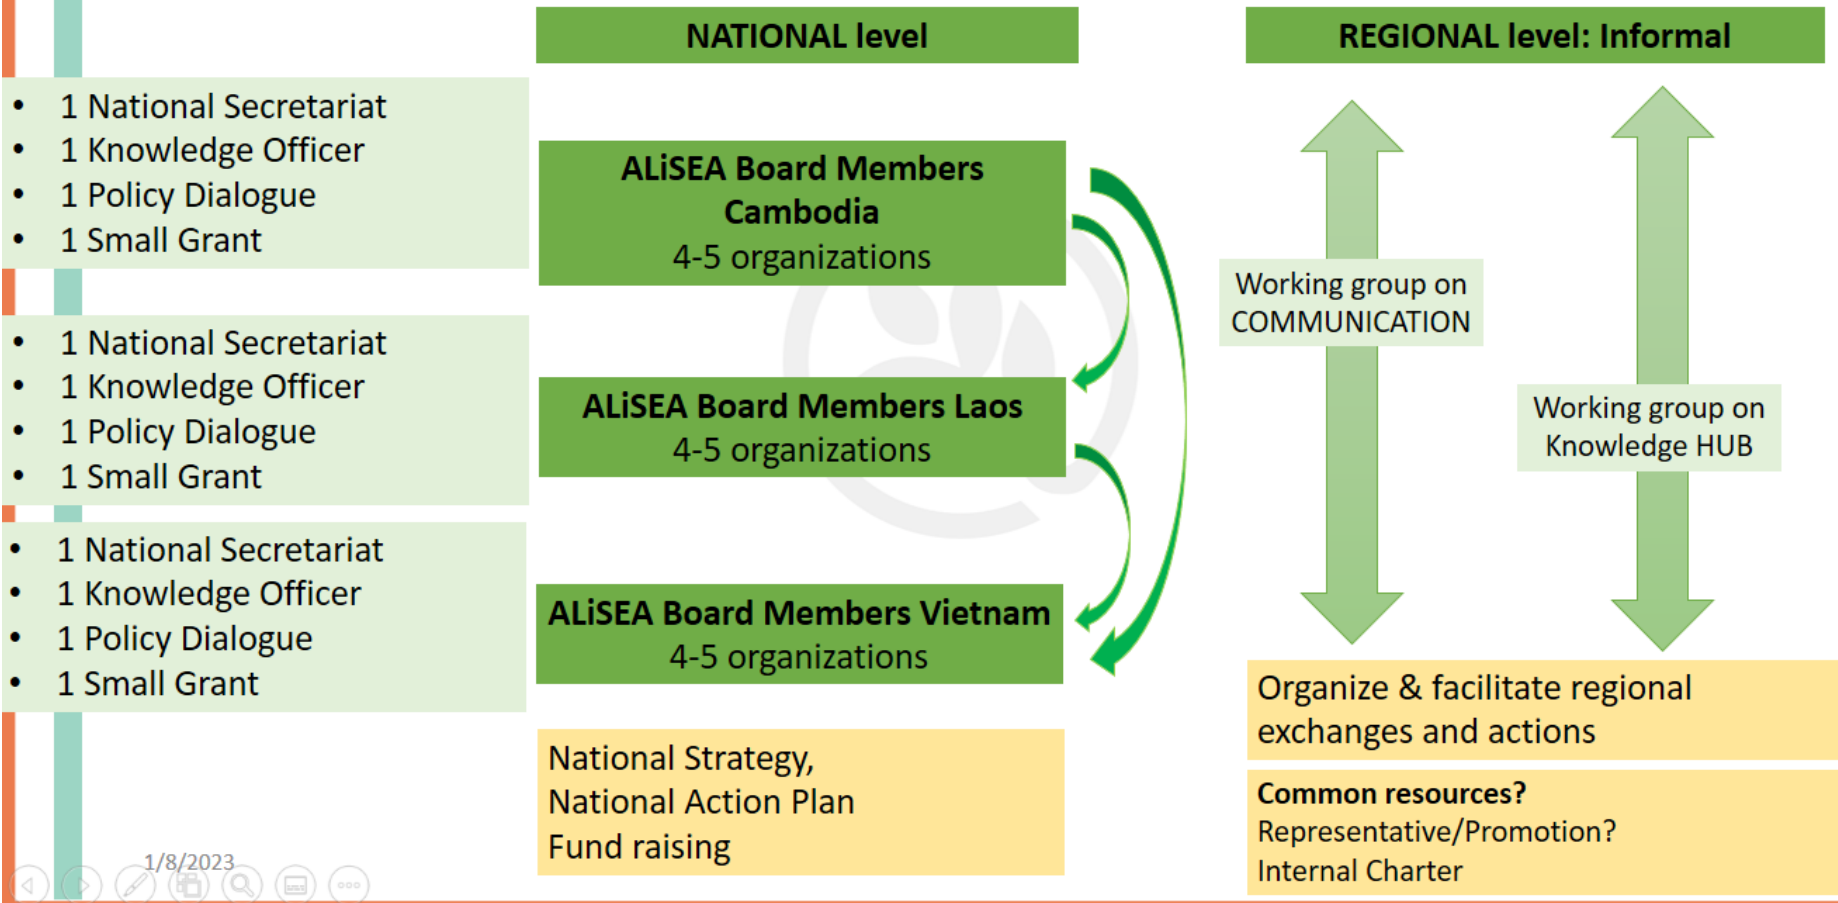 NATIONAL level
REGIONAL level: Informal
• 1 National Secretariat
• 1 Knowledge Officer
• 1 Policy Dialogue
• 1 Small Grant
ALiSEA Board Members
Cambodia
4-5 organizations
• 1 National Secretariat
• 1 Knowledge Officer
• 1 Policy Dialogue
• 1 Small Grant
ALiSEA Board Members Laos
4-5 organizations
• 1 National Secretariat
• 1 Knowledge Officer
• 1 Policy Dialogue
• 1 Small Grant
ALiSEA Board Members Vietnam
4-5 organizations
National Strategy,
National Action Plan
Fund raising
Working group on
COMMUNICATION
Working group on
Knowledge HUB
Organize & facilitate regional
exchanges and actions
Common resources?
Representative/Promotion?
Internal Charter
1/8/2023